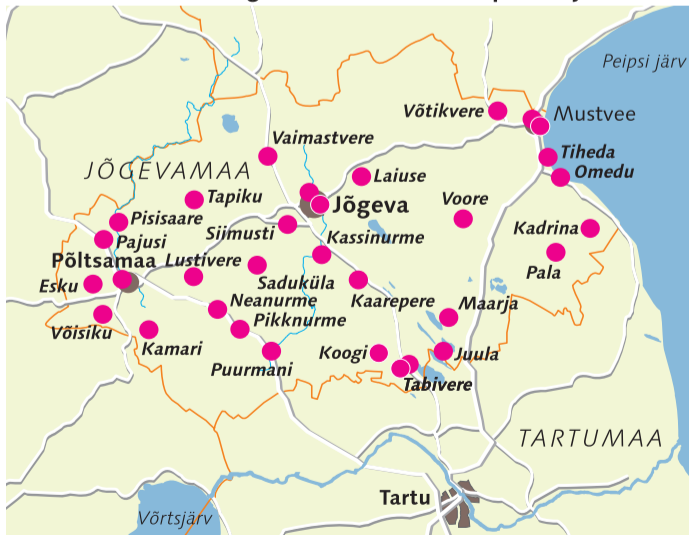 Peipsi järv
Võtikvere
Mustvee
Vaimastvere
Tiheda
JÕGEVAMAA
Laiuse
Omedu
Tapiku
Voore
Jõgeva
Pisisaare
Siimusti
Kadrina
Pajusi
Kassinurme
Põltsamaa
Lustivere
Pala
Esku
Saduküla
Kaarepere
Neanurme
Maarja
Võisiku
Pikknurme
Kamari
Koogi
Juula
Puurmani
Tabivere
TARTUMAA
Tartu
Võrtsjärv